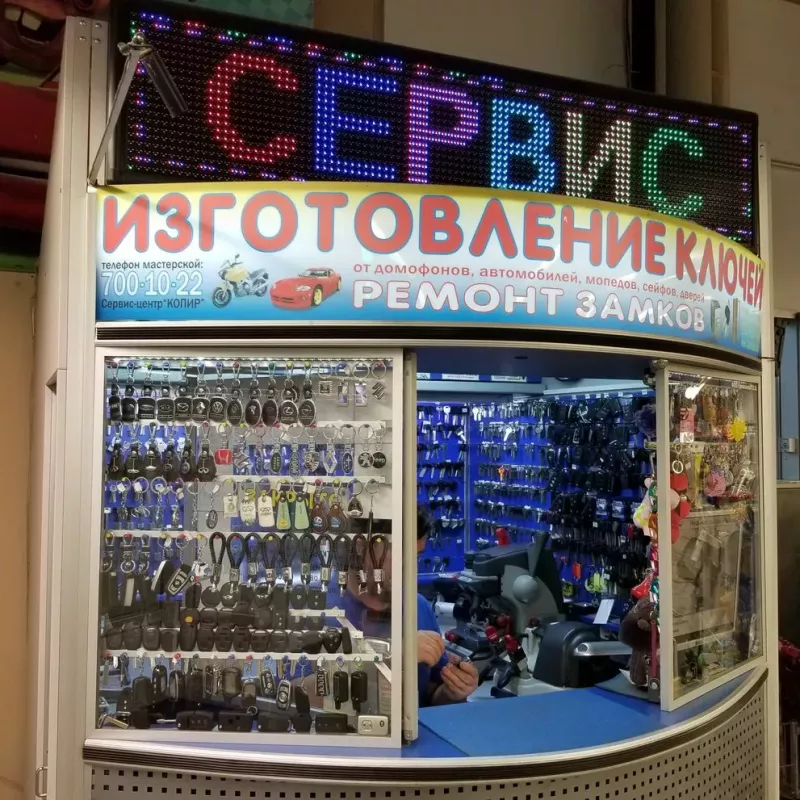 СЕРВИС
ИЗГОТОВЛЕНИЕ КЛЮЧЕЙ
телефон мастерской:
700-10-22
Сервис-центр"КОПИР"
от домофонов, автомобилей, мопедов, сейфов, дверей
РЕМОНТ ЗАМКОВ